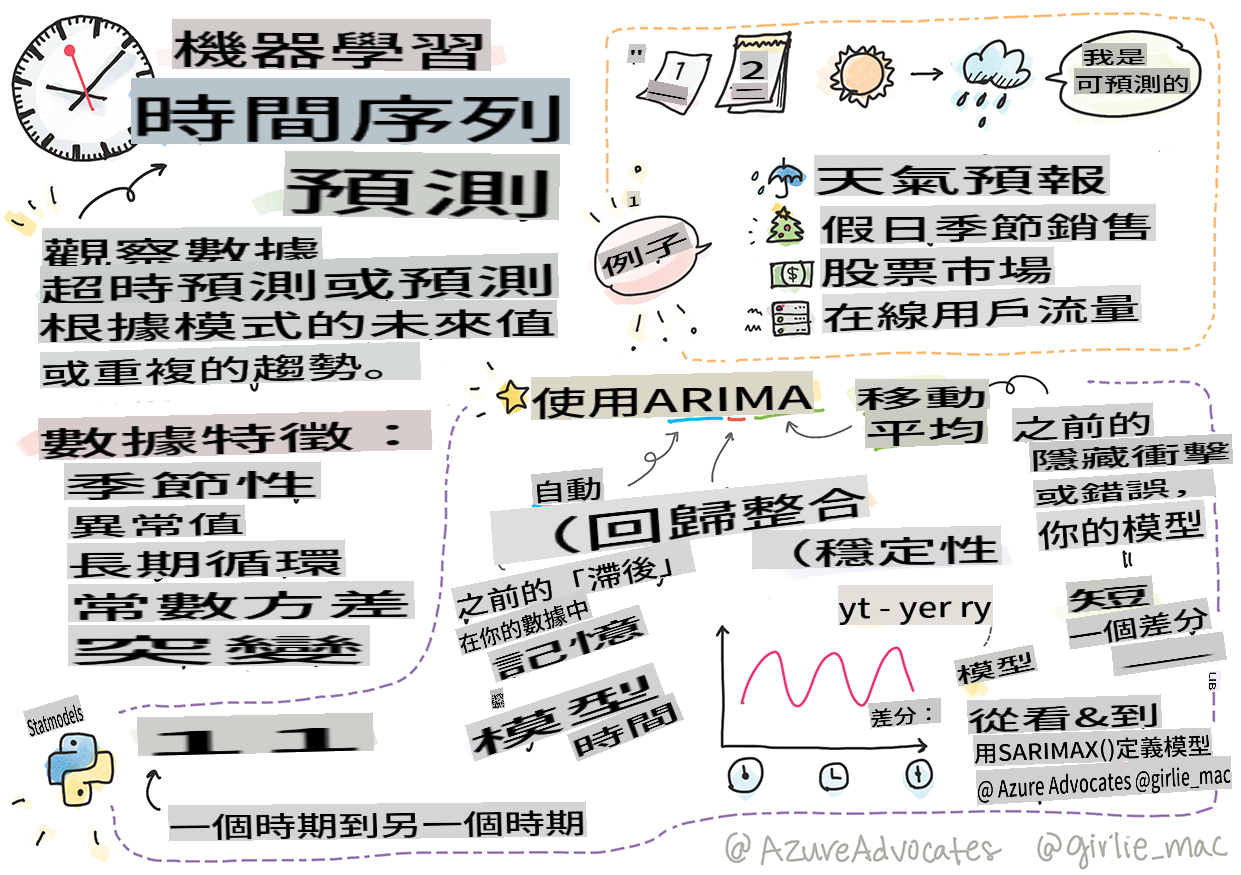 機器學習
時間序列
預測
觀察數據
超時預測或預測
根據模式的未來值
或重複的趨勢。
數據特徵：
季節性
異常值
長期循環
常數方差
突變
"
1
2
我是
可預測的
1
例子
天氣預報
假日季節銷售
股票市場
在線用戶流量
使用ARIMA
移動
平均
之前的
隱藏衝擊
或錯誤，
你的模型
自動
（回歸整合
（穩定性
之前的「滯後」
在你的數據中
記憶
模型
時間
yt - yer ry
差分：
模型
短
一個差分
LIB
從看&到
用SARIMAX()定義模型
@ Azure Advocates @girlie_mac
Statmodels
1 1
一個時期到另一個時期
@AzureAdvocates @girlie_mac